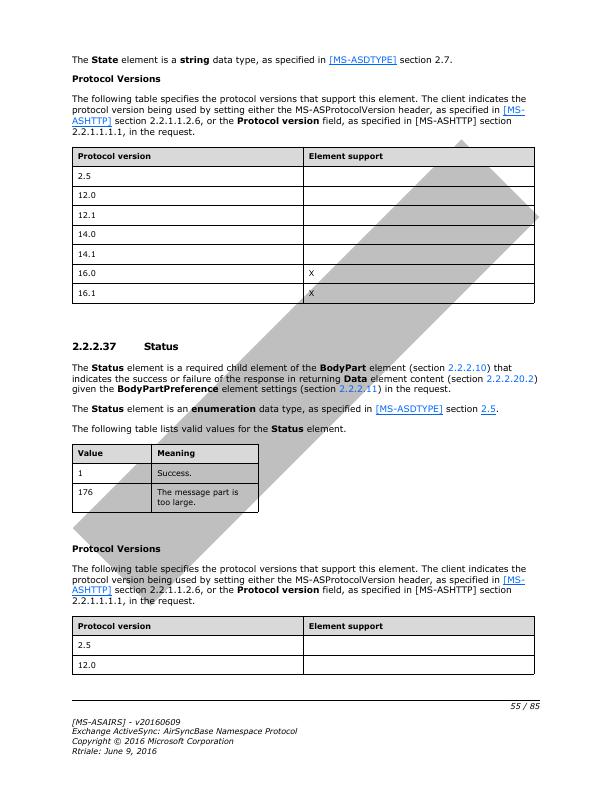 The State element is a string data type, as specified in [MS-ASDTYPE] section 2.7.
Protocol Versions
The following table specifies the protocol versions that support this element. The client indicates the
protocol version being used by setting either the MS-ASProtocolVersion header, as specified in [MS-
ASHTTP] section 2.2.1.1.2.6, or the Protocol version field, as specified in [MS-ASHTTP] section
2.2.1.1.1.1, in the request.
Protocol version Element support
2.5
12.0
12.1
14.0
14.1
16.0 X
16.1 X
2.2.2.37 Status
The Status element is a required child element of the BodyPart element (section 2.2.2.10) that
indicates the success or failure of the response in returning Data element content (section 2.2.2.20.2)
given the BodyPartPreference element settings (section 2.2.2.11) in the request.
The Status element is an enumeration data type, as specified in [MS-ASDTYPE] section 2.5.
The following table lists valid values for the Status element.
Value Meaning
1 Success.
176 The message part is
too large.
Protocol Versions
The following table specifies the protocol versions that support this element. The client indicates the
protocol version being used by setting either the MS-ASProtocolVersion header, as specified in [MS-
ASHTTP] section 2.2.1.1.2.6, or the Protocol version field, as specified in [MS-ASHTTP] section
2.2.1.1.1.1, in the request.
Protocol version Element support
2.5
12.0
55 / 85
[MS-ASAIRS] - v20160609
Exchange ActiveSync: AirSyncBase Namespace Protocol
Copyright © 2016 Microsoft Corporation
Rtriale: June 9, 2016